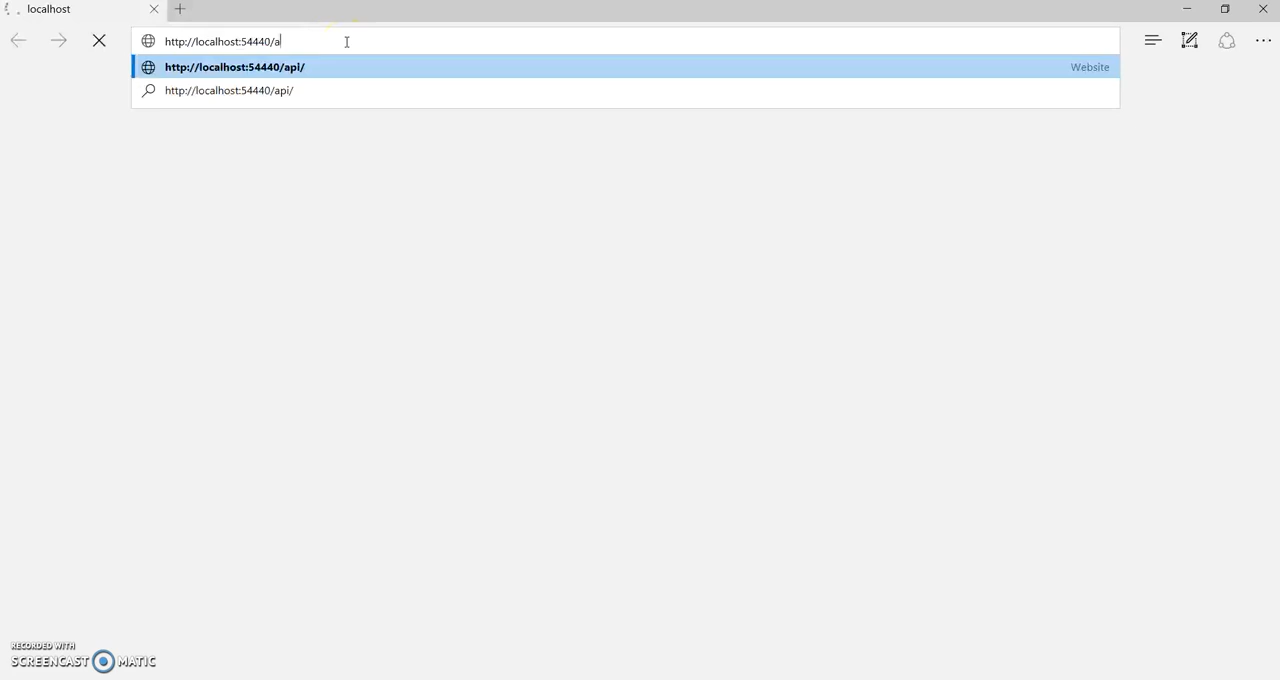 localhost
http://localhost:54440/a
http://localhost:54440/api/
Website
http://localhost:54440/api/
RECORDED WITH
SCREENCAST MATIC